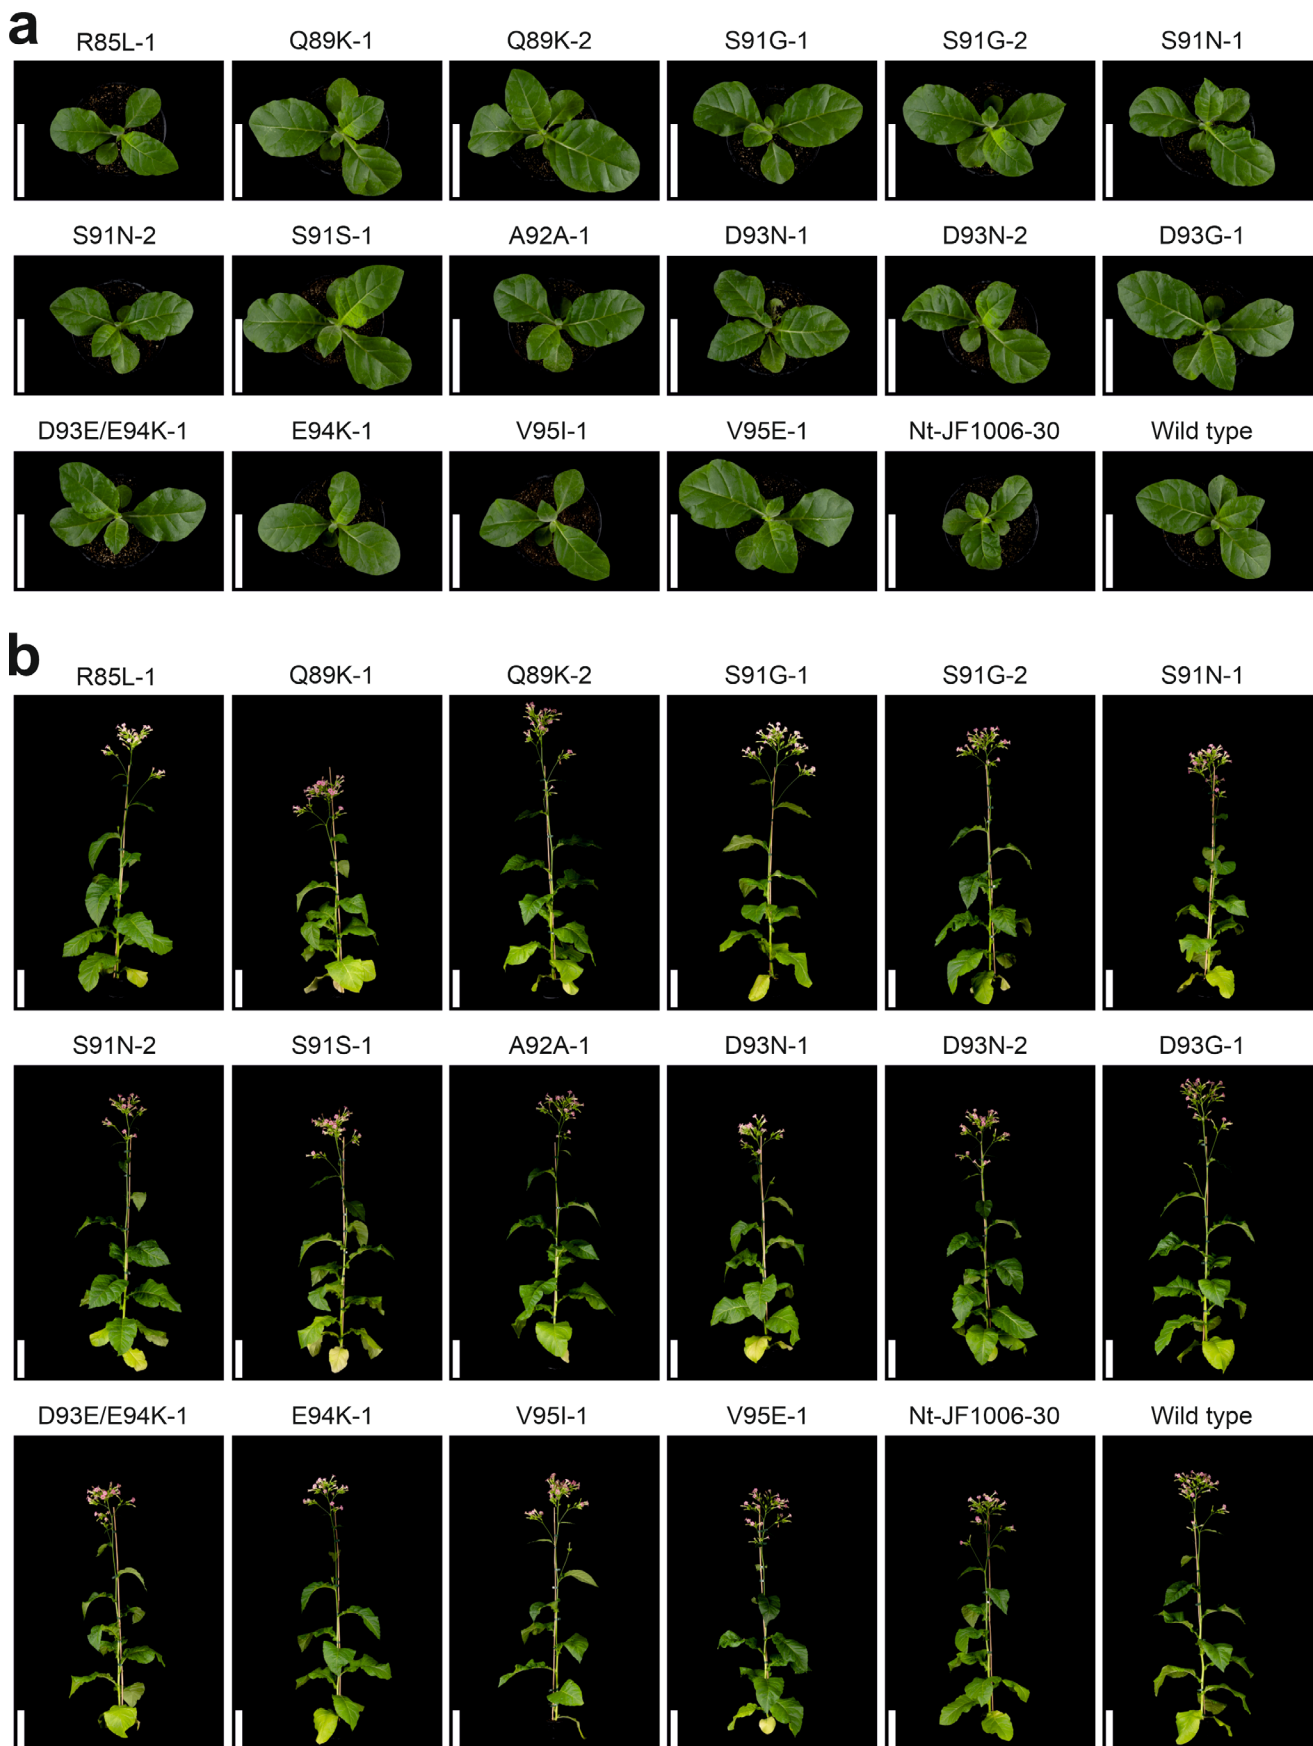 a
R85L-1 Q89K-1 Q89K-2 S91G-1 S91G-2 S91N-1
S91N-2 S91S-1 A92A-1 D93N-1 D93N-2 D93G-1
D93E/E94K-1 E94K-1 V95I-1 V95E-1 Nt-JF1006-30 Wild type
b
R85L-1 Q89K-1 Q89K-2 S91G-1 S91G-2 S91N-1
S91N-2 S91S-1 A92A-1 D93N-1 D93N-2 D93G-1
D93E/E94K-1 E94K-1 V95I-1 V95E-1 Nt-JF1006-30 Wild type